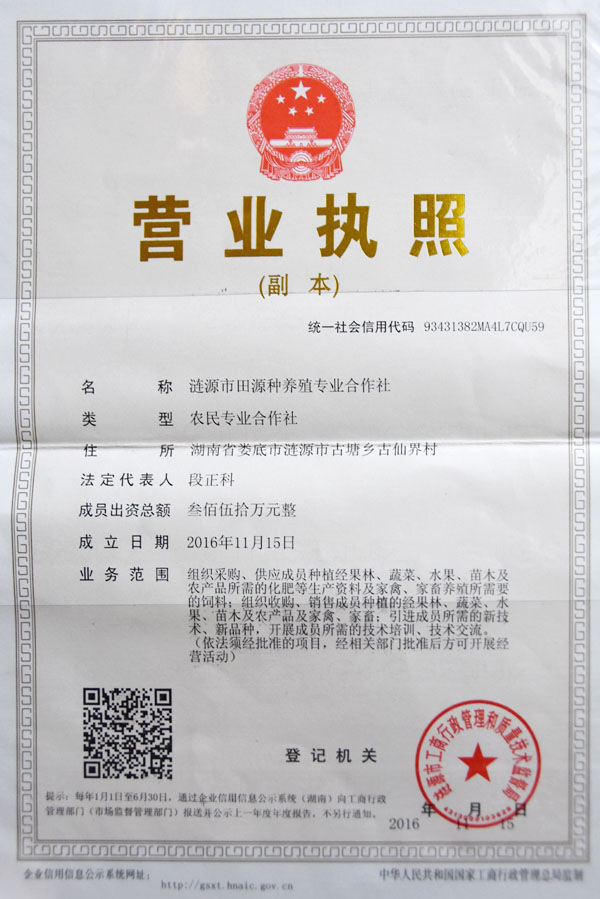 营业执照
(副 本)
统一社会信用代码 93431382MA4L7CQU59
名 称 涟源市田源种养殖专业合作社
类 型 农民专业合作社
住 所 湖南省娄底市涟源市古塘乡古仙界村
法定代表人 段正科
成员出资总额 叁佰伍拾万元整
成立日期 2016年11月15日
业务范围 组织采购、供应成员种植经果林、蔬菜、水果、苗木及
农产品所需的化肥等生产资料及家禽、家畜养殖所需要
的饲料；组织收购、销售成员种植的经果林、蔬菜、水
果、苗木及农产品及家禽、家畜；引进成员所需的新技
术、新品种，开展成员所需的技术培训、技术交流。
（依法须经批准的项目，经相关部门批准后方可开展经
营活动）
登记机关
涟源市工商行政管理和质量技术监督局
年 月 日
2016 11 15
提示：每年1月1日至6月30日，通过企业信用信息公示系统（湖南）向工商行政
管理部门（市场监督管理部门）报送并公示上一年度年度报告，不另行通知。
企业信用信息公示系统网址：
http://gsxt.hnaic.gov.cn
中华人民共和国国家工商行政管理总局监制